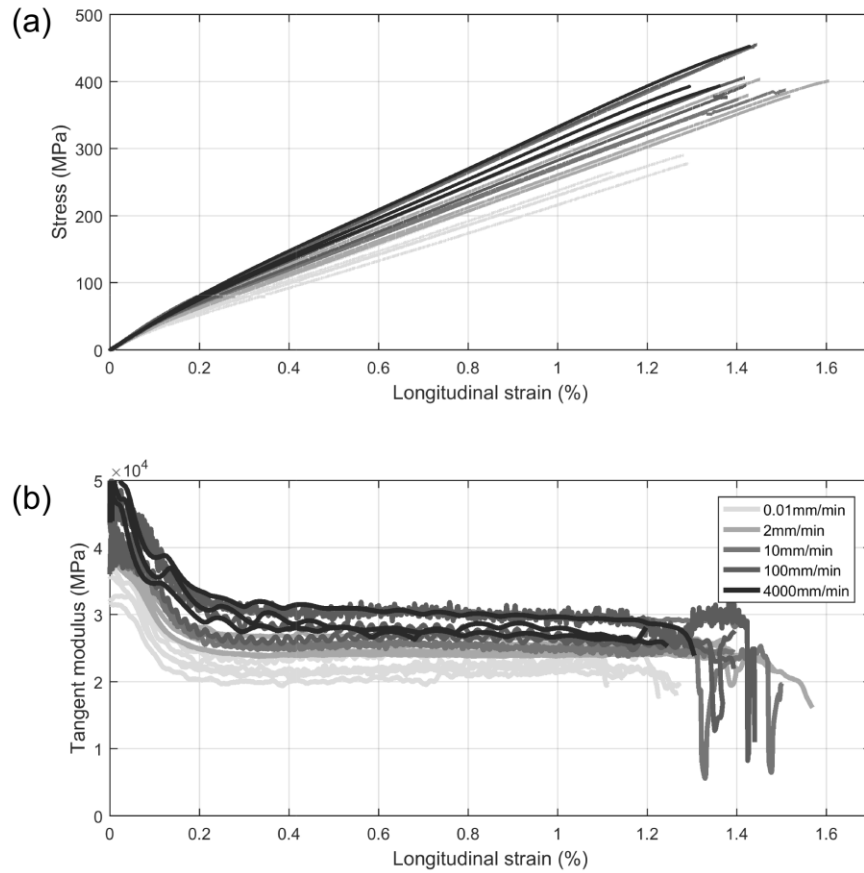 (a)
500
400
300
200
100
0
Stress (MPa)
0 0.2 0.4 0.6 0.8 1 1.2 1.4 1.6
Longitudinal strain (%)
(b)
× 10⁴
5
4
3
2
1
0
Tangent modulus (MPa)
0.01mm/min
2mm/min
10mm/min
100mm/min
4000mm/min
0 0.2 0.4 0.6 0.8 1 1.2 1.4 1.6
Longitudinal strain (%)